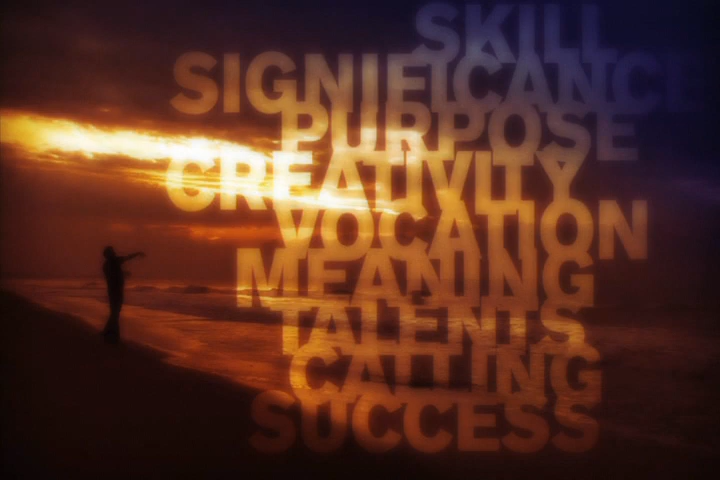 SKILL
SIGNIFICANCE
PURPOSE
CREATIVITY
VOCATION
MEANING
TALENTS
CALLING
SUCCESS